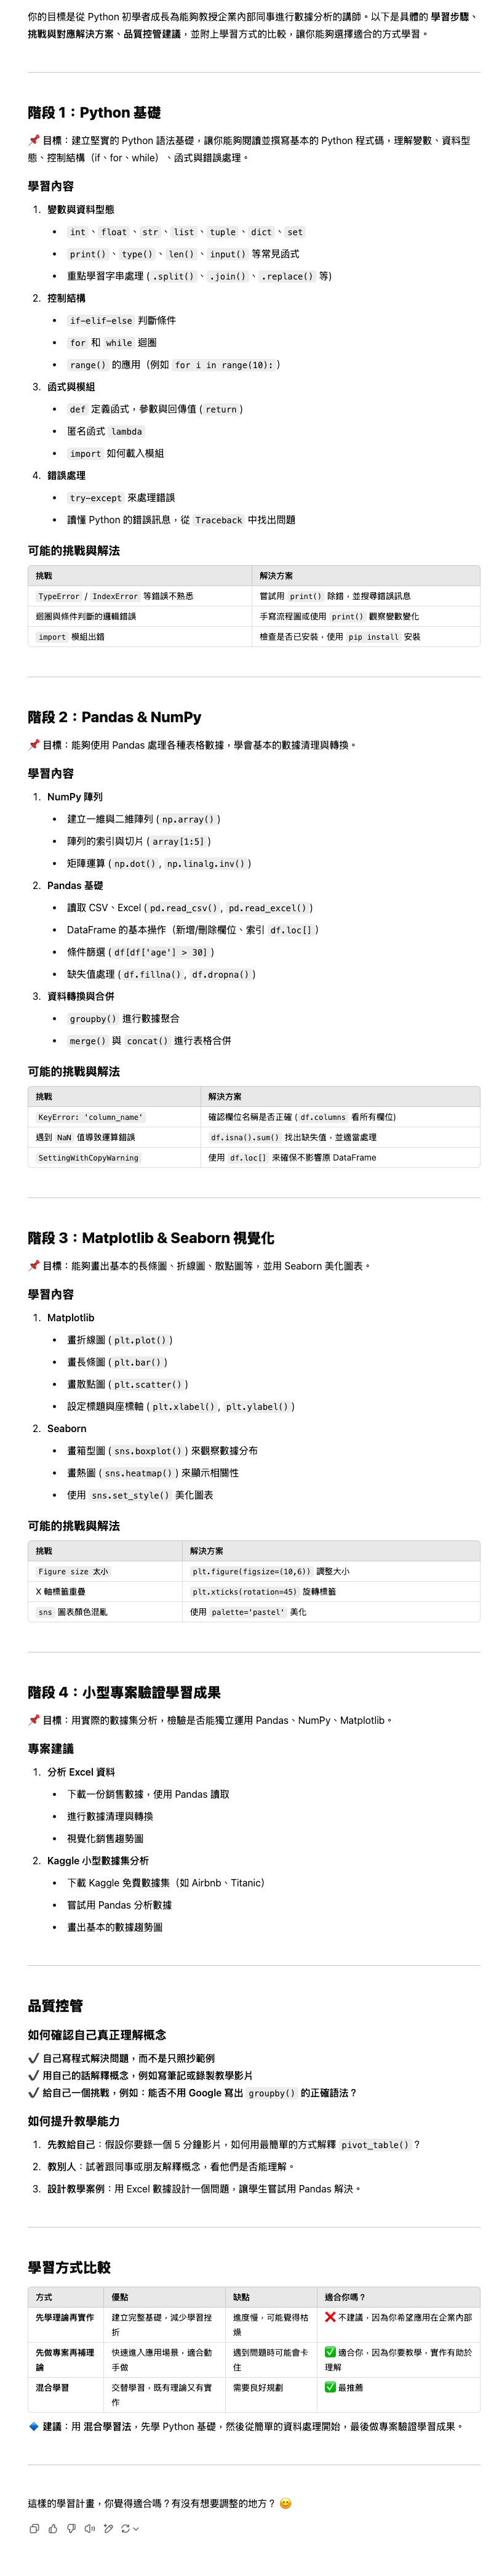 你的目標是從 Python 初學者成長為能夠教授企業內部同事進行數據分析的講師。以下是具體的 學習步驟、
挑戰與對應解決方案、品質控管建議，並附上學習方式的比較，讓你能夠選擇適合的方式學習。
階段 1：Python 基礎
📌 目標：建立堅實的 Python 語法基礎，讓你能夠閱讀並撰寫基本的 Python 程式碼，理解變數、資料型
態、控制結構（if、for、while）、函式與錯誤處理。
學習內容
1. 變數與資料型態
• int、float、str、list、tuple、dict、set
• print()、type()、len()、input() 等常見函式
• 重點學習字串處理 (.split()、.join()、.replace() 等)
2. 控制結構
• if-elif-else 判斷條件
• for 和 while 迴圈
• range() 的應用（例如 for i in range(10):）
3. 函式與模組
• def 定義函式，參數與回傳值 (return)
• 匿名函式 lambda
• import 如何載入模組
4. 錯誤處理
• try-except 來處理錯誤
• 讀懂 Python 的錯誤訊息，從 Traceback 中找出問題
可能的挑戰與解法
挑戰 解決方案
TypeError / IndexError 等錯誤不熟悉 嘗試用 print() 除錯，並搜尋錯誤訊息
迴圈與條件判斷的邏輯錯誤 手寫流程圖或使用 print() 觀察變數變化
import 模組出錯 檢查是否已安裝，使用 pip install 安裝
階段 2：Pandas & NumPy
📌 目標：能夠使用 Pandas 處理各種表格數據，學會基本的數據清理與轉換。
學習內容
1. NumPy 陣列
• 建立一維與二維陣列 (np.array())
• 陣列的索引與切片 (array[1:5])
• 矩陣運算 (np.dot(), np.linalg.inv())
2. Pandas 基礎
• 讀取 CSV、Excel (pd.read_csv(), pd.read_excel())
• DataFrame 的基本操作（新增/刪除欄位、索引 df.loc[]）
• 條件篩選 (df[df['age'] > 30])
• 缺失值處理 (df.fillna(), df.dropna())
3. 資料轉換與合併
• groupby() 進行數據聚合
• merge() 與 concat() 進行表格合併
可能的挑戰與解法
挑戰 解決方案
KeyError: 'column_name' 確認欄位名稱是否正確 (df.columns 看所有欄位)
遇到 NaN 值導致運算錯誤 df.isna().sum() 找出缺失值，並適當處理
SettingWithCopyWarning 使用 df.loc[] 來確保不影響原 DataFrame
階段 3：Matplotlib & Seaborn 視覺化
📌 目標：能夠畫出基本的長條圖、折線圖、散點圖等，並用 Seaborn 美化圖表。
學習內容
1. Matplotlib
• 畫折線圖 (plt.plot())
• 畫長條圖 (plt.bar())
• 畫散點圖 (plt.scatter())
• 設定標題與座標軸 (plt.xlabel(), plt.ylabel())
2. Seaborn
• 畫箱型圖 (sns.boxplot()) 來觀察數據分布
• 畫熱圖 (sns.heatmap()) 來顯示相關性
• 使用 sns.set_style() 美化圖表
可能的挑戰與解法
挑戰 解決方案
Figure size 太小 plt.figure(figsize=(10,6)) 調整大小
X 軸標籤重疊 plt.xticks(rotation=45) 旋轉標籤
sns 圖表顏色混亂 使用 palette='pastel' 美化
階段 4：小型專案驗證學習成果
📌 目標：用實際的數據集分析，檢驗是否能獨立運用 Pandas、NumPy、Matplotlib。
專案建議
1. 分析 Excel 資料
• 下載一份銷售數據，使用 Pandas 讀取
• 進行數據清理與轉換
• 視覺化銷售趨勢圖
2. Kaggle 小型數據集分析
• 下載 Kaggle 免費數據集（如 Airbnb、Titanic）
• 嘗試用 Pandas 分析數據
• 畫出基本的數據趨勢圖
品質控管
如何確認自己真正理解概念
✔ 自己寫程式解決問題，而不是只照抄範例
✔ 用自己的話解釋概念，例如寫筆記或錄製教學影片
✔ 給自己一個挑戰，例如：能否不用 Google 寫出 groupby() 的正確語法？
如何提升教學能力
1. 先教給自己：假設你要錄一個 5 分鐘影片，如何用最簡單的方式解釋 pivot_table()？
2. 教別人：試著跟同事或朋友解釋概念，看他們是否能理解。
3. 設計教學案例：用 Excel 數據設計一個問題，讓學生嘗試用 Pandas 解決。
學習方式比較
方式 優點 缺點 適合你嗎？
先學理論再實作 建立完整基礎，減少學習挫折 進度慢，可能覺得枯燥 ❌ 不建議，因為你希望應用在企業內部
先做專案再補理論 快速進入應用場景，適合動手做 遇到問題時可能會卡住 ✅ 適合你，因為你要教學，實作有助於理解
混合學習 交替學習，既有理論又有實作 需要良好規劃 ✅ 最推薦
🔹 建議：用 混合學習法，先學 Python 基礎，然後從簡單的資料處理開始，最後做專案驗證學習成果。
這樣的學習計畫，你覺得適合嗎？有沒有想要調整的地方？ 😊